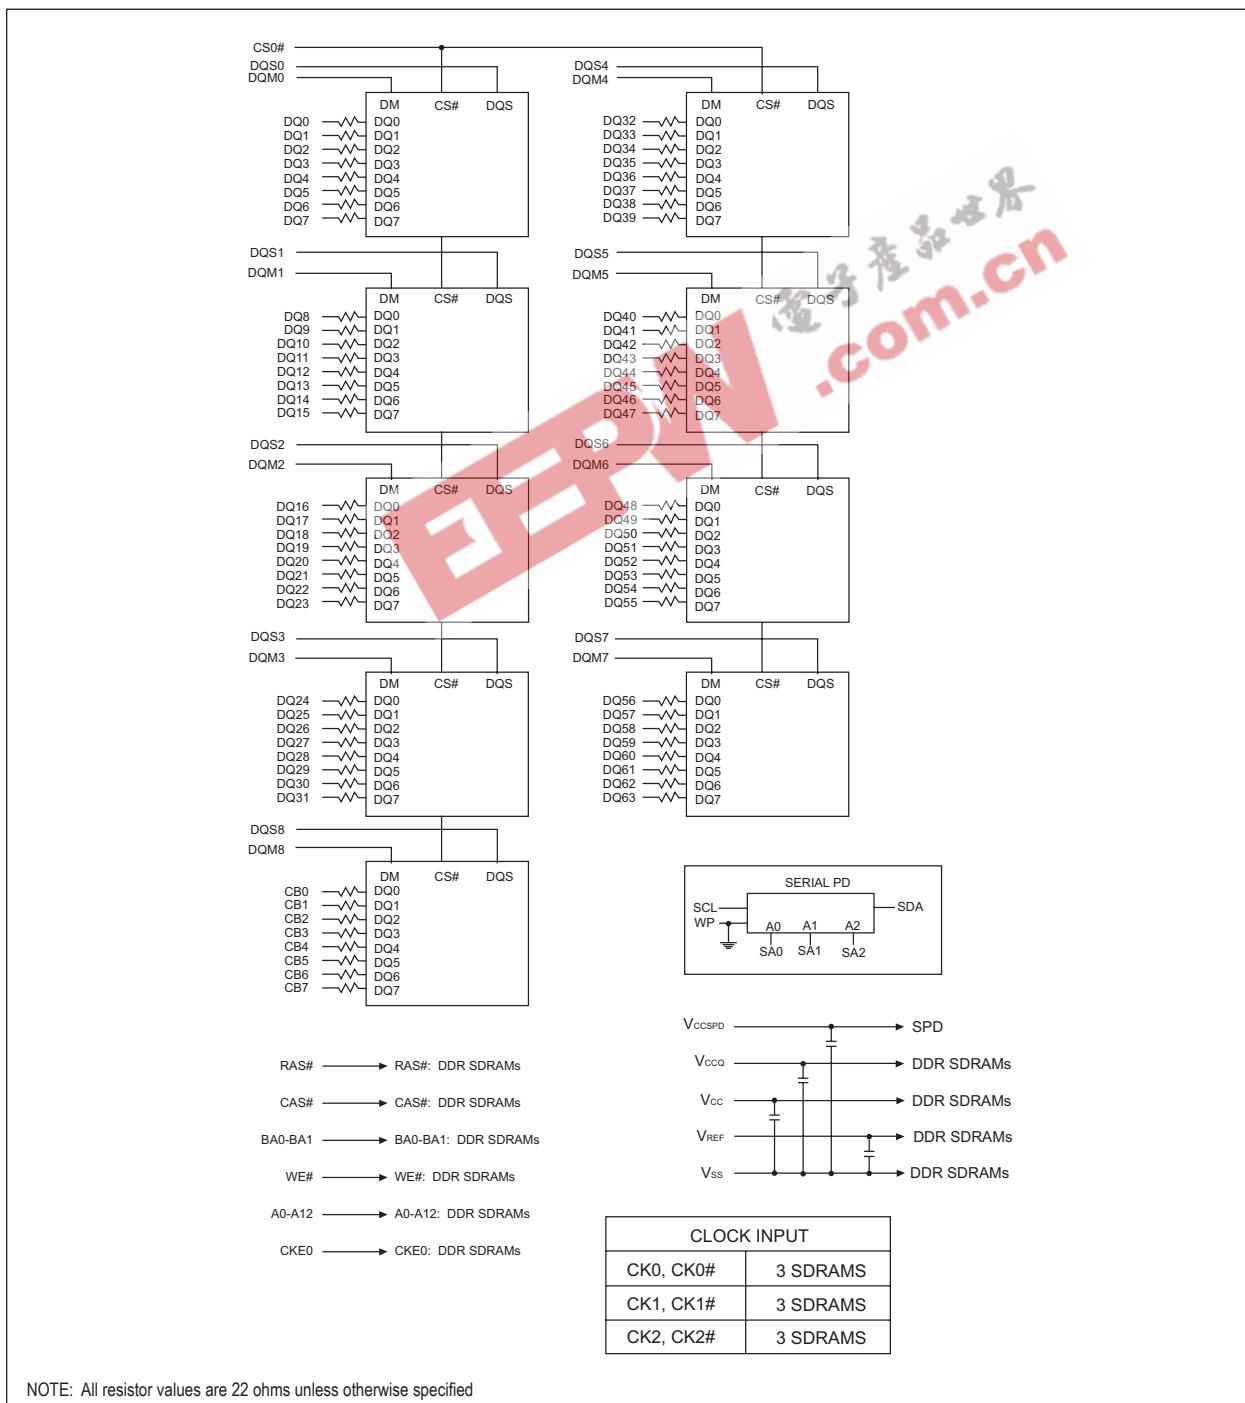 CS0#
DQS0
DQM0
DM CS# DQS
DQ0 DQ0
DQ1 DQ1
DQ2 DQ2
DQ3 DQ3
DQ4 DQ4
DQ5 DQ5
DQ6 DQ6
DQ7 DQ7
DQS1
DQM1
DM CS# DQS
DQ8 DQ0
DQ9 DQ1
DQ10 DQ2
DQ11 DQ3
DQ12 DQ4
DQ13 DQ5
DQ14 DQ6
DQ15 DQ7
DQS2
DQM2
DM CS# DQS
DQ16 DQ0
DQ17 DQ1
DQ18 DQ2
DQ19 DQ3
DQ20 DQ4
DQ21 DQ5
DQ22 DQ6
DQ23 DQ7
DQS3
DQM3
DM CS# DQS
DQ24 DQ0
DQ25 DQ1
DQ26 DQ2
DQ27 DQ3
DQ28 DQ4
DQ29 DQ5
DQ30 DQ6
DQ31 DQ7
DQS8
DQM8
DM CS# DQS
CB0 DQ0
CB1 DQ1
CB2 DQ2
CB3 DQ3
CB4 DQ4
CB5 DQ5
CB6 DQ6
CB7 DQ7
DQS4
DQM4
DM CS# DQS
DQ32 DQ0
DQ33 DQ1
DQ34 DQ2
DQ35 DQ3
DQ36 DQ4
DQ37 DQ5
DQ38 DQ6
DQ39 DQ7
DQS5
DQM5
DM CS# DQS
DQ40 DQ0
DQ41 DQ1
DQ42 DQ2
DQ43 DQ3
DQ44 DQ4
DQ45 DQ5
DQ46 DQ6
DQ47 DQ7
DQS6
DQM6
DM CS# DQS
DQ48 DQ0
DQ49 DQ1
DQ50 DQ2
DQ51 DQ3
DQ52 DQ4
DQ53 DQ5
DQ54 DQ6
DQ55 DQ7
DQS7
DQM7
DM CS# DQS
DQ56 DQ0
DQ57 DQ1
DQ58 DQ2
DQ59 DQ3
DQ60 DQ4
DQ61 DQ5
DQ62 DQ6
DQ63 DQ7
EEPW
電子產品世界
.com.cn
SERIAL PD
SCL SDA
WP
A0 A1 A2
SA0 SA1 SA2
VCCSPD SPD
VCCQ DDR SDRAMs
VCC DDR SDRAMs
VREF DDR SDRAMs
VSS DDR SDRAMs
RAS# RAS#: DDR SDRAMs
CAS# CAS#: DDR SDRAMs
BA0-BA1 BA0-BA1: DDR SDRAMs
WE# WE#: DDR SDRAMs
A0-A12 A0-A12: DDR SDRAMs
CKE0 CKE0: DDR SDRAMs
CLOCK INPUT
CK0, CK0# 3 SDRAMS
CK1, CK1# 3 SDRAMS
CK2, CK2# 3 SDRAMS
NOTE: All resistor values are 22 ohms unless otherwise specified